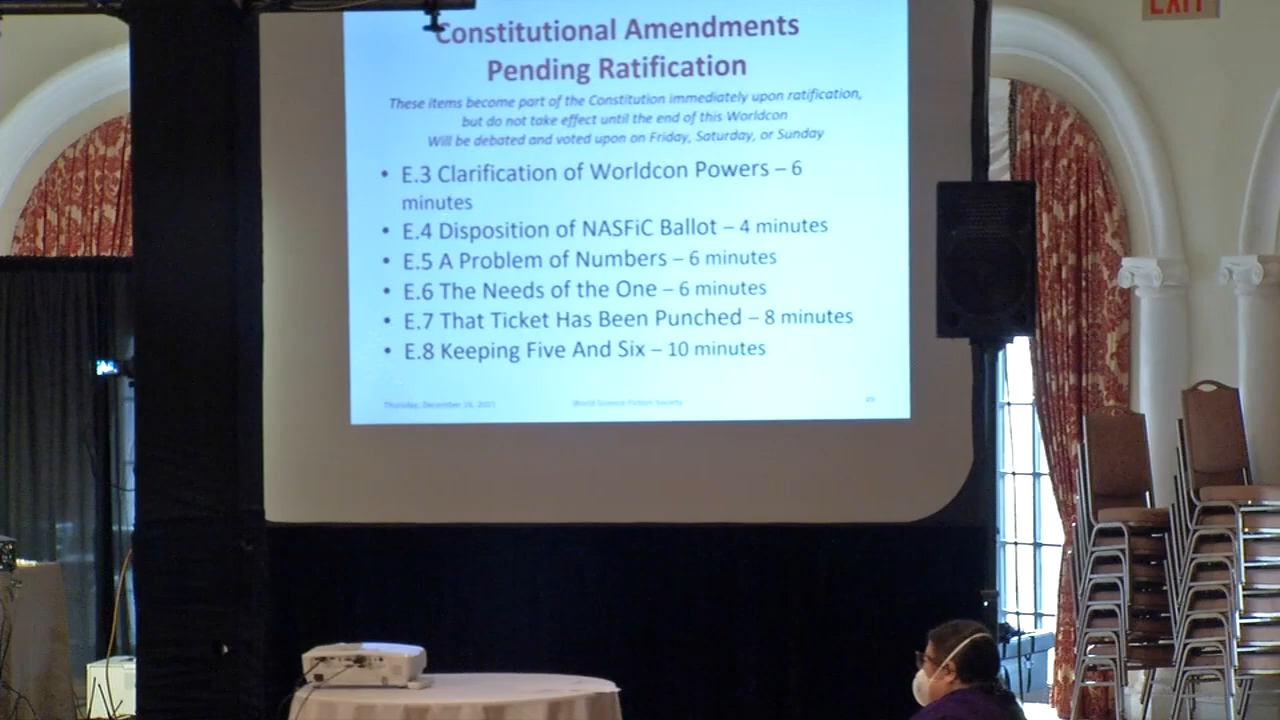 EXIT
Constitutional Amendments
Pending Ratification
These items become part of the Constitution immediately upon ratification,
but do not take effect until the end of this Worldcon
Will be debated and voted upon on Friday, Saturday, or Sunday
• E.3 Clarification of Worldcon Powers – 6
minutes
• E.4 Disposition of NASFiC Ballot – 4 minutes
• E.5 A Problem of Numbers – 6 minutes
• E.6 The Needs of the One – 6 minutes
• E.7 That Ticket Has Been Punched – 8 minutes
• E.8 Keeping Five And Six – 10 minutes
Thursday, December 16, 2021
World Science Fiction Society